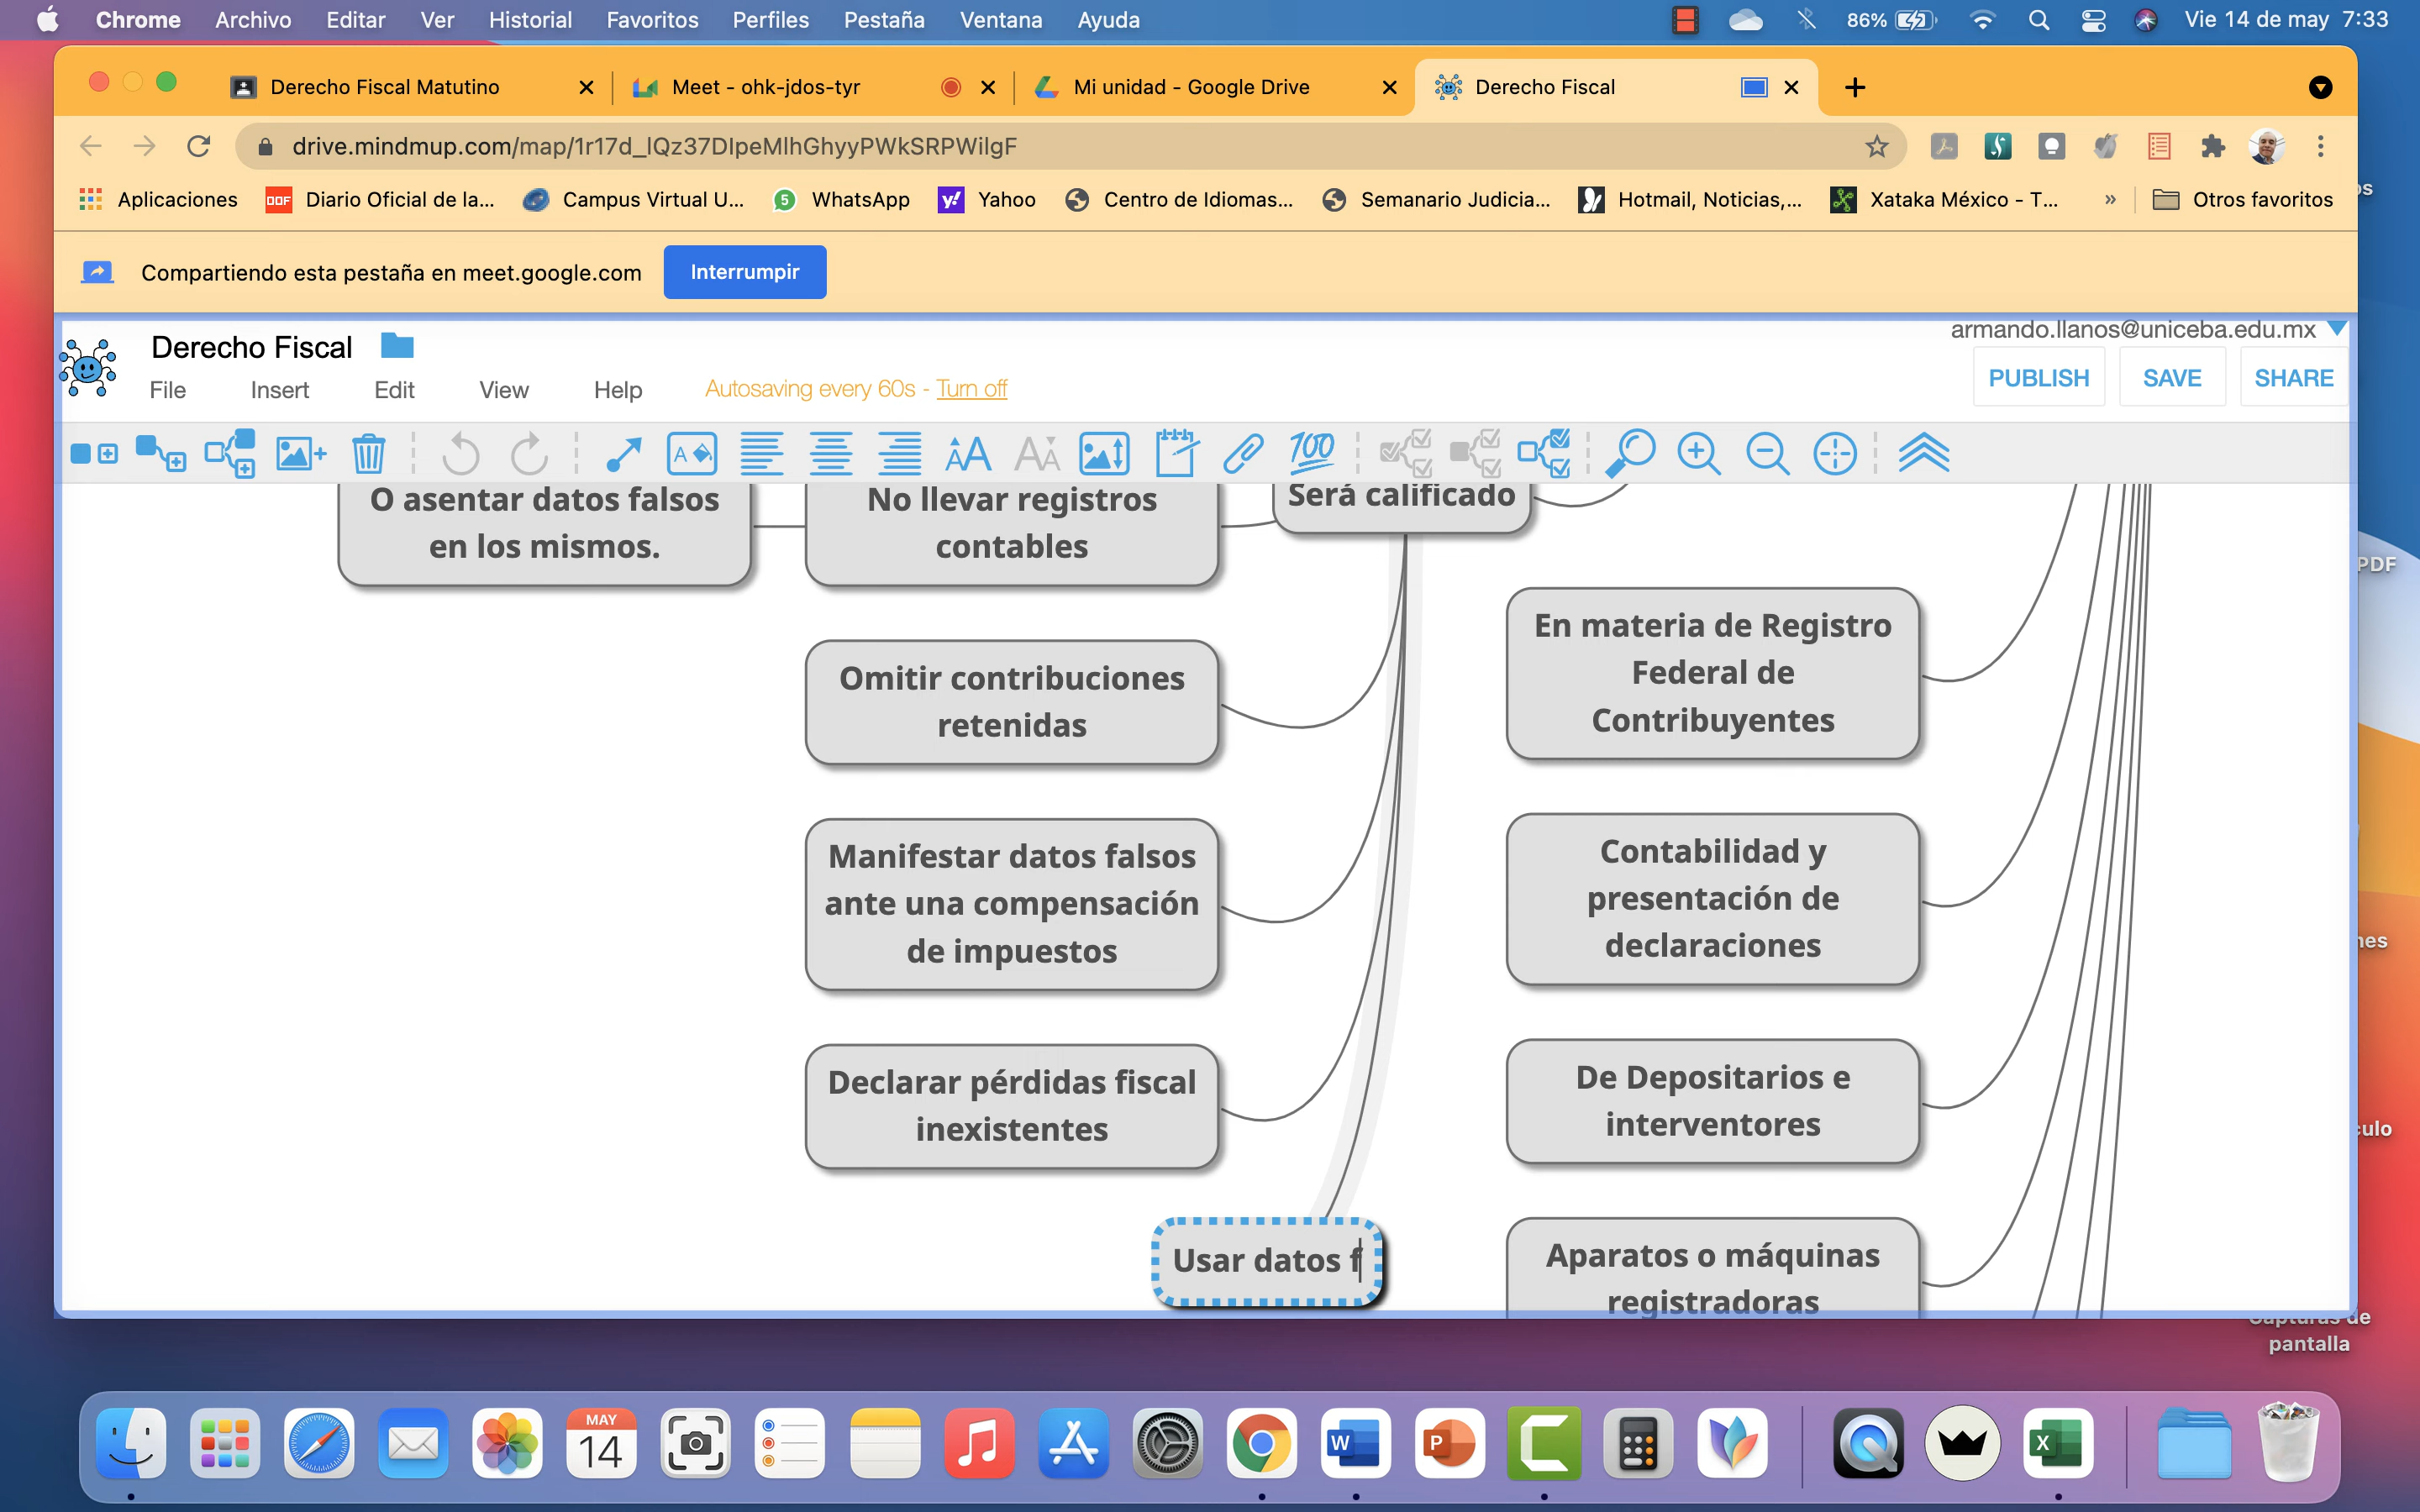 Chrome Archivo Editar Ver Historial Favoritos Perfiles Pestaña Ventana Ayuda 86% Vie 14 de may 7:33
Derecho Fiscal Matutino Meet - ohk-jdos-tyr Mi unidad - Google Drive Derecho Fiscal
drive.mindmup.com/map/1r17d_lQz37DIpeMlhGhyyPWkSRPWilgF
Aplicaciones DOF Diario Oficial de la... Campus Virtual U... 5 WhatsApp Yahoo Centro de Idiomas... Semanario Judicia... Hotmail, Noticias,... Xataka México - T... » Otros favoritos
Compartiendo esta pestaña en meet.google.com Interrumpir
armando.llanos@uniceba.edu.mx
Derecho Fiscal
File Insert Edit View Help Autosaving every 60s - Turn off
PUBLISH SAVE SHARE
O asentar datos falsos
en los mismos.
No llevar registros
contables
Será calificado
Omitir contribuciones
retenidas
Manifestar datos falsos
ante una compensación
de impuestos
Declarar pérdidas fiscal
inexistentes
Usar datos f
En materia de Registro
Federal de
Contribuyentes
Contabilidad y
presentación de
declaraciones
De Depositarios e
interventores
Aparatos o máquinas
registradoras
PDF
Capturas de
pantalla
MAY
14